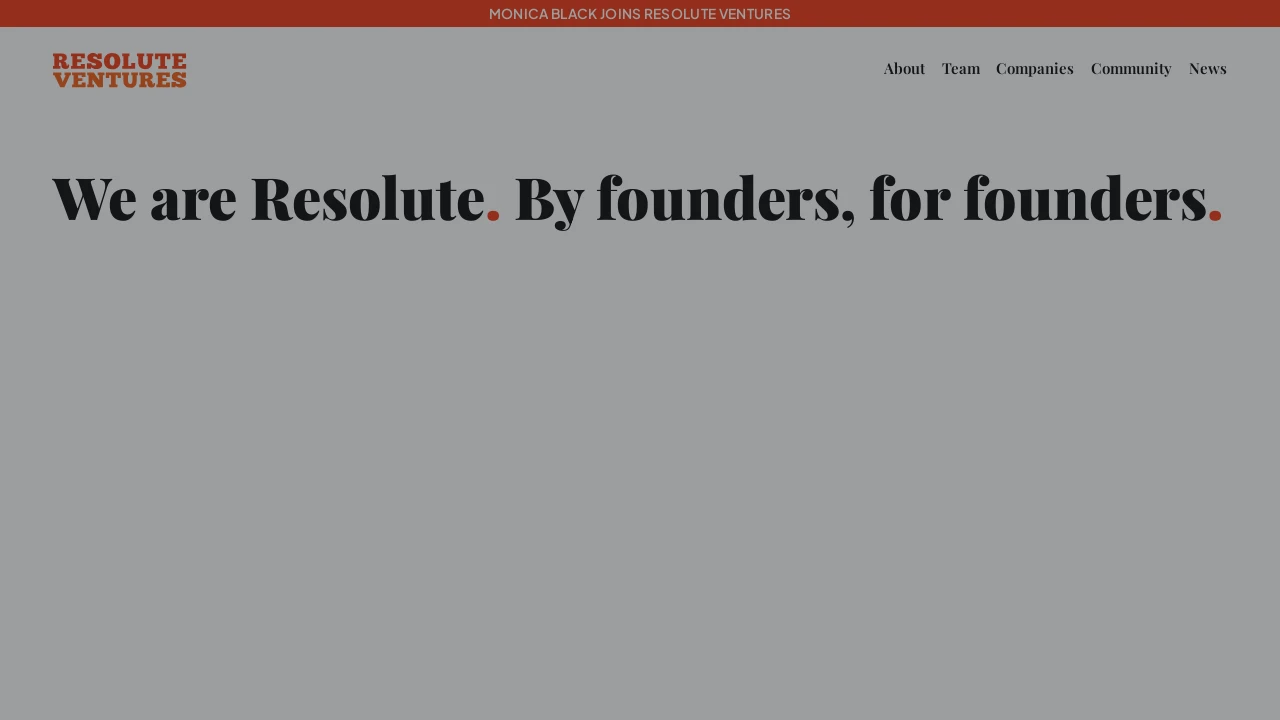 MONICA BLACK JOINS RESOLUTE VENTURES
RESOLUTE
VENTURES
About Team Companies Community News
We are Resolute. By founders, for founders.